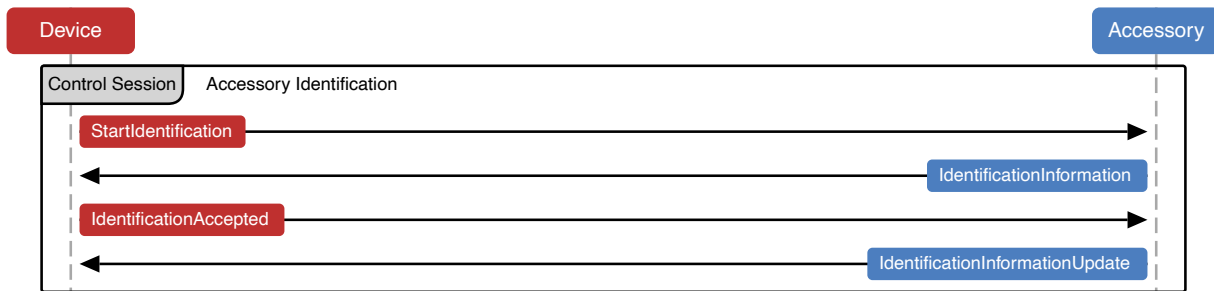 Device
Accessory
Control Session
Accessory Identification
StartIdentification
IdentificationInformation
IdentificationAccepted
IdentificationInformationUpdate